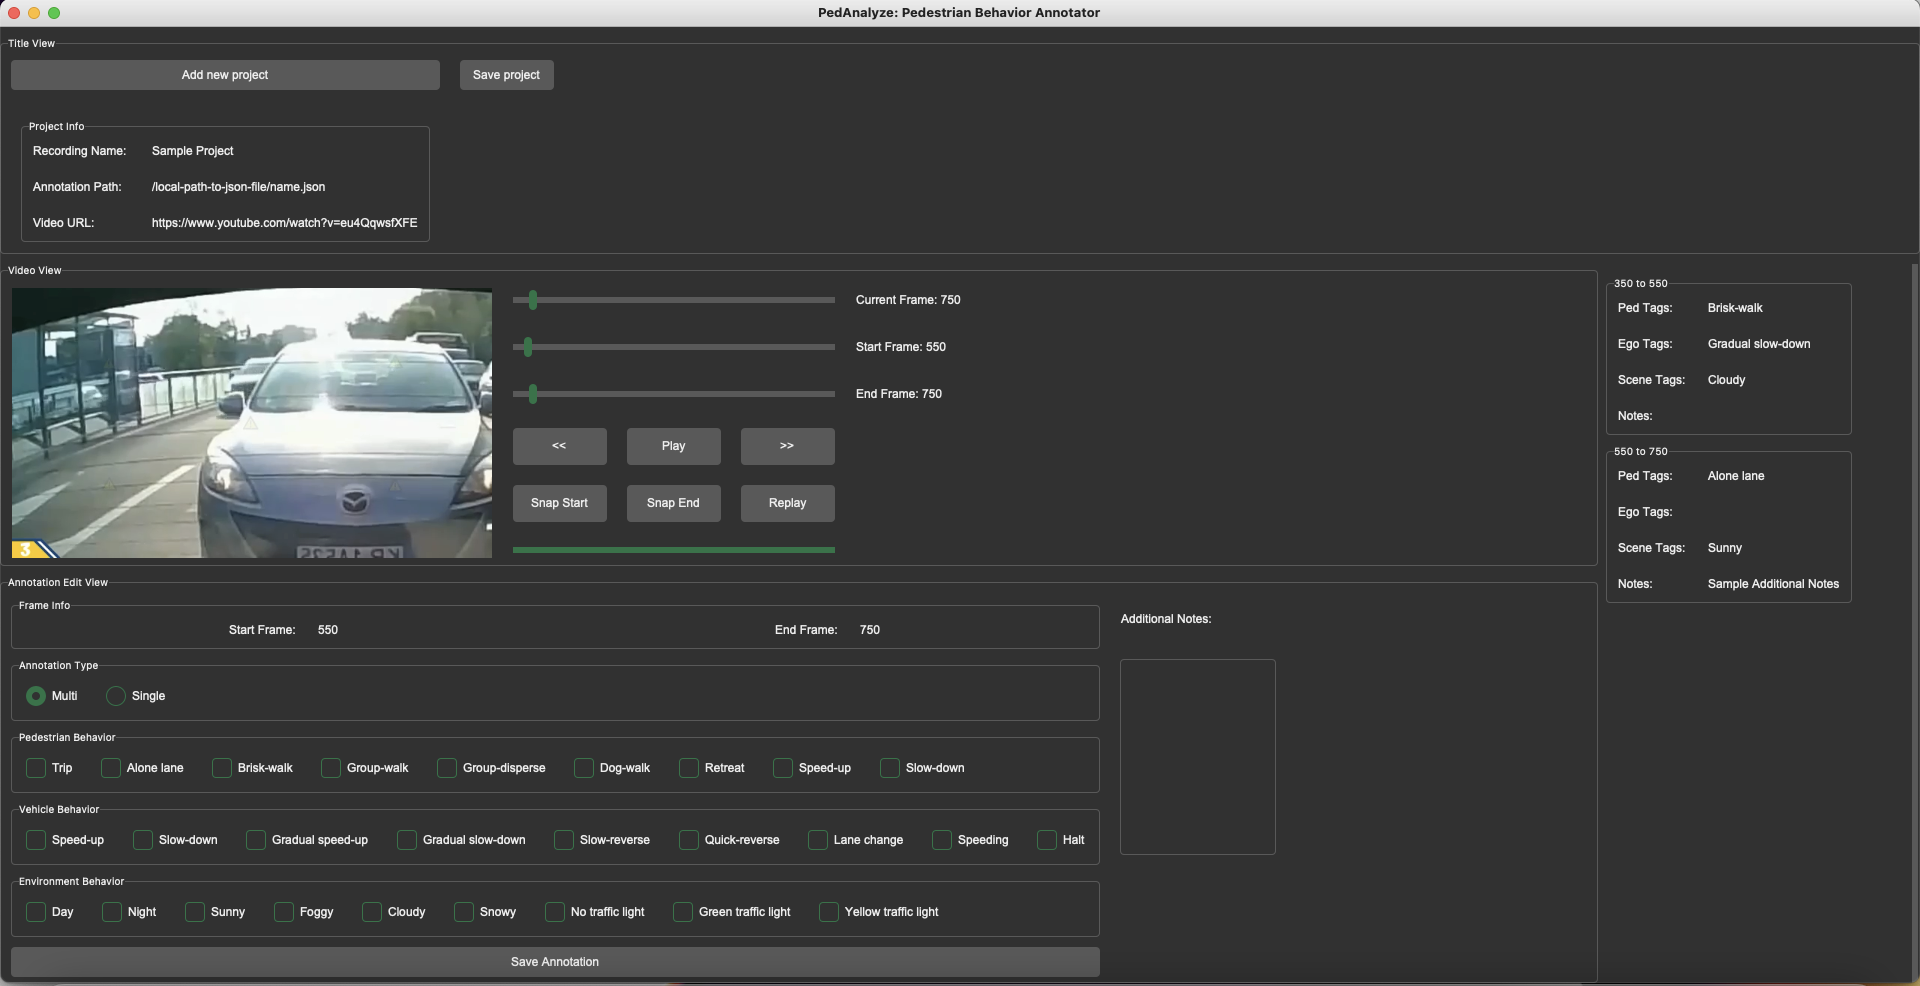 PedAnalyze: Pedestrian Behavior Annotator
Title View
Add new project
Save project
Project Info
Recording Name: Sample Project
Annotation Path: /local-path-to-json-file/name.json
Video URL: https://www.youtube.com/watch?v=eu4QqwsfXFE
Video View
3
Current Frame: 750
Start Frame: 550
End Frame: 750
<< Play >>
Snap Start Snap End Replay
Annotation Edit View
Frame Info
Start Frame: 550 End Frame: 750
Annotation Type
Multi Single
Pedestrian Behavior
Trip Alone lane Brisk-walk Group-walk Group-disperse Dog-walk Retreat Speed-up Slow-down
Vehicle Behavior
Speed-up Slow-down Gradual speed-up Gradual slow-down Slow-reverse Quick-reverse Lane change Speeding Halt
Environment Behavior
Day Night Sunny Foggy Cloudy Snowy No traffic light Green traffic light Yellow traffic light
Save Annotation
Additional Notes:
350 to 550
Ped Tags: Brisk-walk
Ego Tags: Gradual slow-down
Scene Tags: Cloudy
Notes:
550 to 750
Ped Tags: Alone lane
Ego Tags:
Scene Tags: Sunny
Notes: Sample Additional Notes